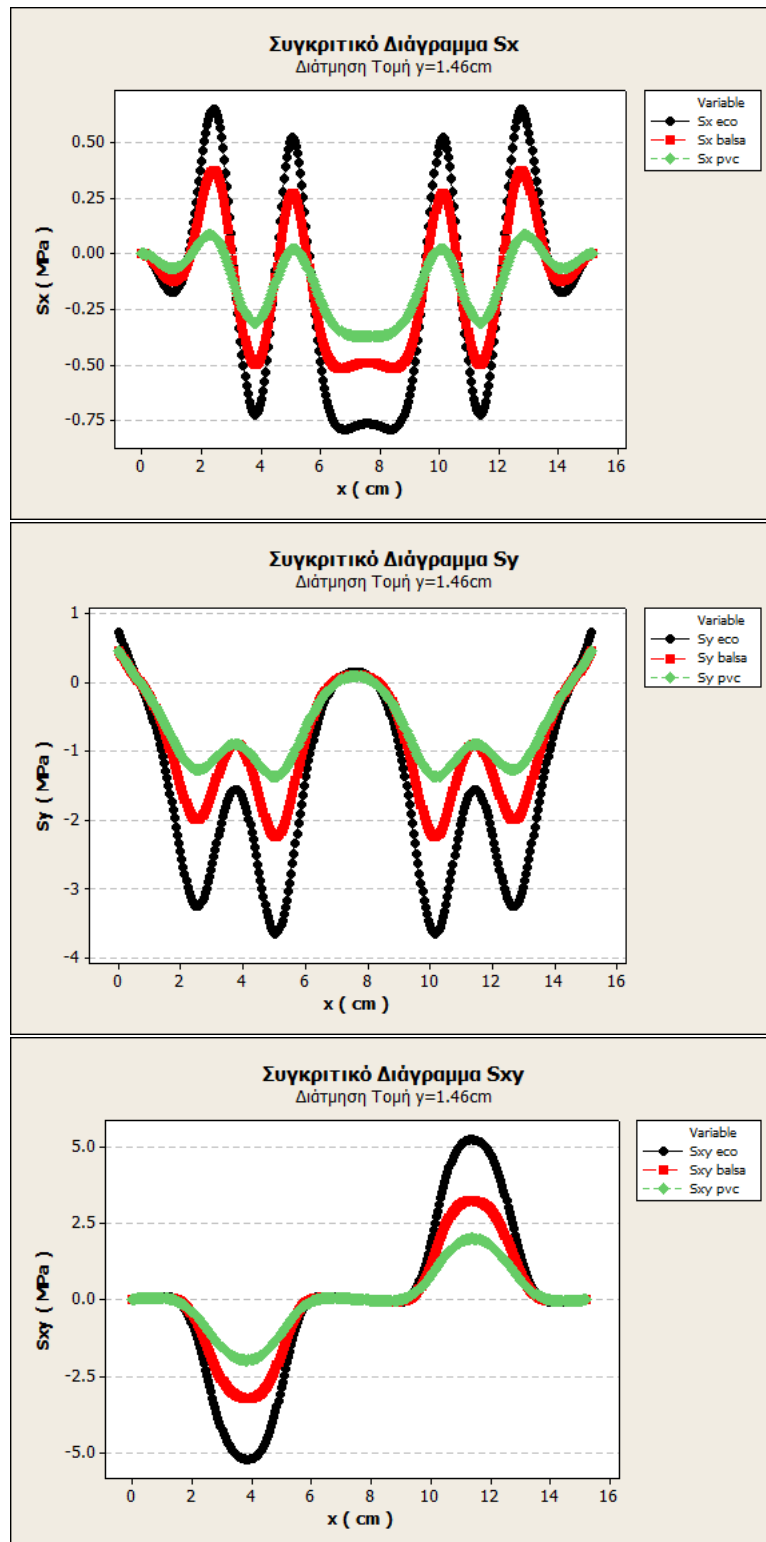 Συγκριτικό Διάγραμμα Sx
Διάτμηση Τομή y=1.46cm
Variable
Sx eco
Sx balsa
Sx pvc
0.50
0.25
0.00
-0.25
-0.50
-0.75
Sx ( MPa )
0 2 4 6 8 10 12 14 16
x ( cm )
Συγκριτικό Διάγραμμα Sy
Διάτμηση Τομή y=1.46cm
Variable
Sy eco
Sy balsa
Sy pvc
1
0
-1
-2
-3
-4
Sy ( MPa )
0 2 4 6 8 10 12 14 16
x ( cm )
Συγκριτικό Διάγραμμα Sxy
Διάτμηση Τομή y=1.46cm
Variable
Sxy eco
Sxy balsa
Sxy pvc
5.0
2.5
0.0
-2.5
-5.0
Sxy ( MPa )
0 2 4 6 8 10 12 14 16
x ( cm )